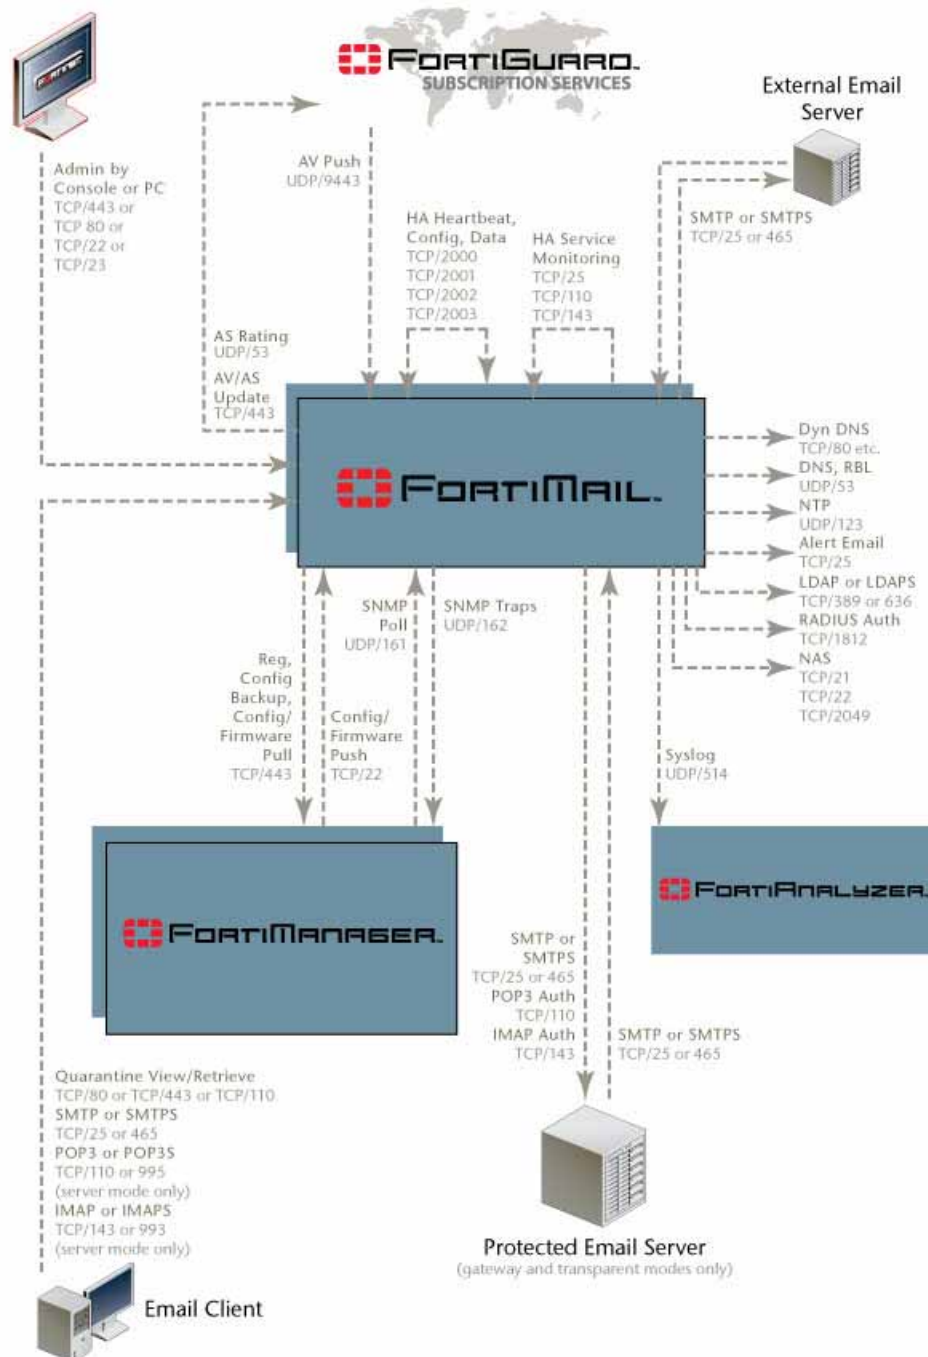 FORTINET
FORTIGUARD™
SUBSCRIPTION SERVICES
External Email
Server
Admin by
Console or PC
TCP/443 or
TCP 80 or
TCP/22 or
TCP/23
AV Push
UDP/9443
HA Heartbeat,
Config, Data
TCP/2000
TCP/2001
TCP/2002
TCP/2003
HA Service
Monitoring
TCP/25
TCP/110
TCP/143
SMTP or SMTPS
TCP/25 or 465
AS Rating
UDP/53
AV/AS
Update
TCP/443
FORTIMAIL™
Dyn DNS
TCP/80 etc.
DNS, RBL
UDP/53
NTP
UDP/123
Alert Email
TCP/25
LDAP or LDAPS
TCP/389 or 636
RADIUS Auth
TCP/1812
NAS
TCP/21
TCP/22
TCP/2049
SNMP
Poll
UDP/161
SNMP Traps
UDP/162
Reg,
Config
Backup,
Config/
Firmware
Pull
TCP/443
Config/
Firmware
Push
TCP/22
Syslog
UDP/514
FORTIMANAGER™
FORTIANALYZER™
SMTP or
SMTPS
TCP/25 or 465
POP3 Auth
TCP/110
IMAP Auth
TCP/143
SMTP or SMTPS
TCP/25 or 465
Quarantine View/Retrieve
TCP/80 or TCP/443 or TCP/110
SMTP or SMTPS
TCP/25 or 465
POP3 or POP3S
TCP/110 or 995
(server mode only)
IMAP or IMAPS
TCP/143 or 993
(server mode only)
Protected Email Server
(gateway and transparent modes only)
Email Client